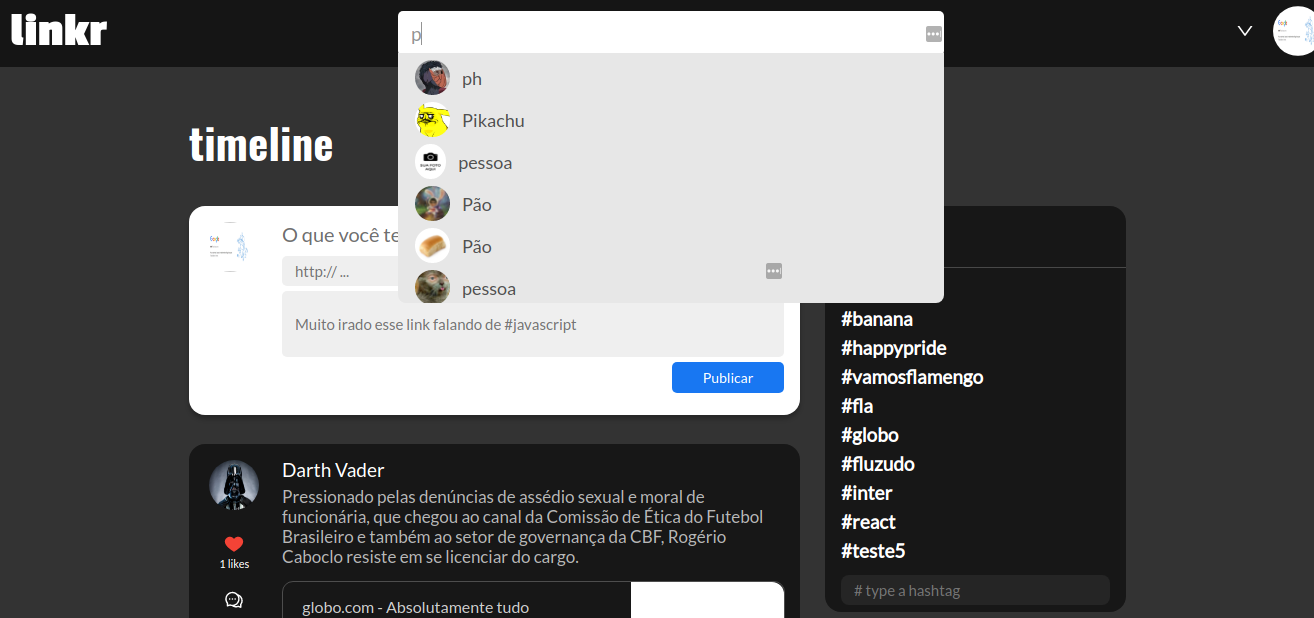 linkr
p
ph
Pikachu
pessoa
Pão
Pão
pessoa
timeline
O que você te
http:// ...
Muito irado esse link falando de #javascript
Publicar
Darth Vader
Pressionado pelas denúncias de assédio sexual e moral de
funcionária, que chegou ao canal da Comissão de Ética do Futebol
Brasileiro e também ao setor de governança da CBF, Rogério
Caboclo resiste em se licenciar do cargo.
1 likes
globo.com - Absolutamente tudo
#banana
#happypride
#vamosflamengo
#fla
#globo
#fluzudo
#inter
#react
#teste5
# type a hashtag